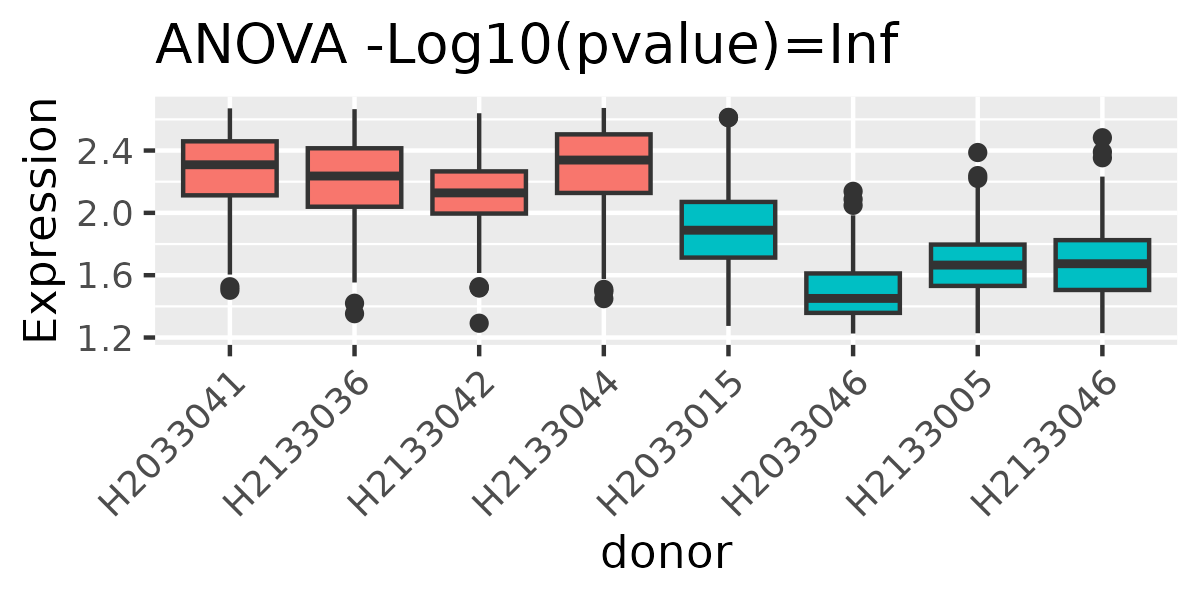 ANOVA -Log10(pvalue)=Inf
Expression
2.4
2.0
1.6
1.2
H2033041
H2133036
H2133042
H2133044
H2033015
H2033046
H2133005
H2133046
donor